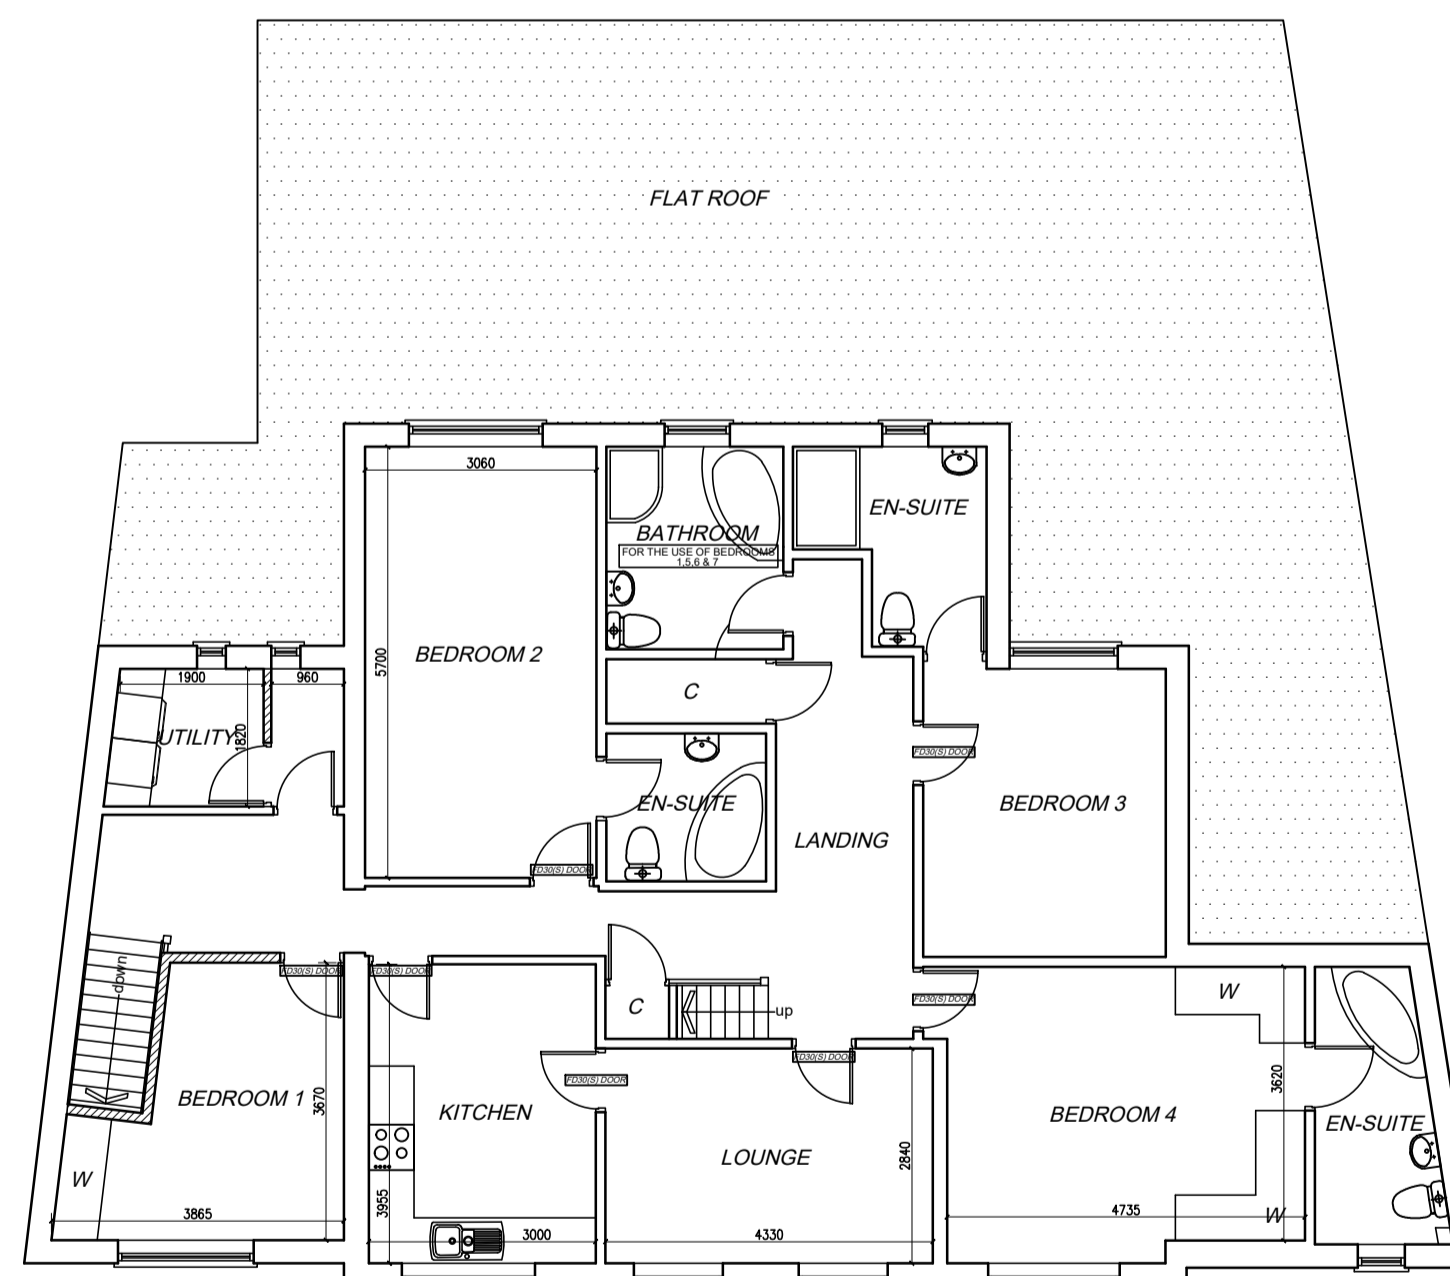 FLAT ROOF
3060
EN-SUITE
BATHROOM
FOR THE USE OF BEDROOMS
1,5,6 & 7
BEDROOM 2
5700
1900
960
C
UTILITY
1820
FD30(S) DOOR
EN-SUITE
BEDROOM 3
LANDING
FD30(S) DOOR
down
FD30(S) DOOR
FD30(S) DOOR
W
FD30(S) DOOR
C
up
FD30(S) DOOR
FD30(S) DOOR
BEDROOM 1
3670
KITCHEN
BEDROOM 4
3620
EN-SUITE
LOUNGE
2840
W
3955
3865
3000
4330
4735
W